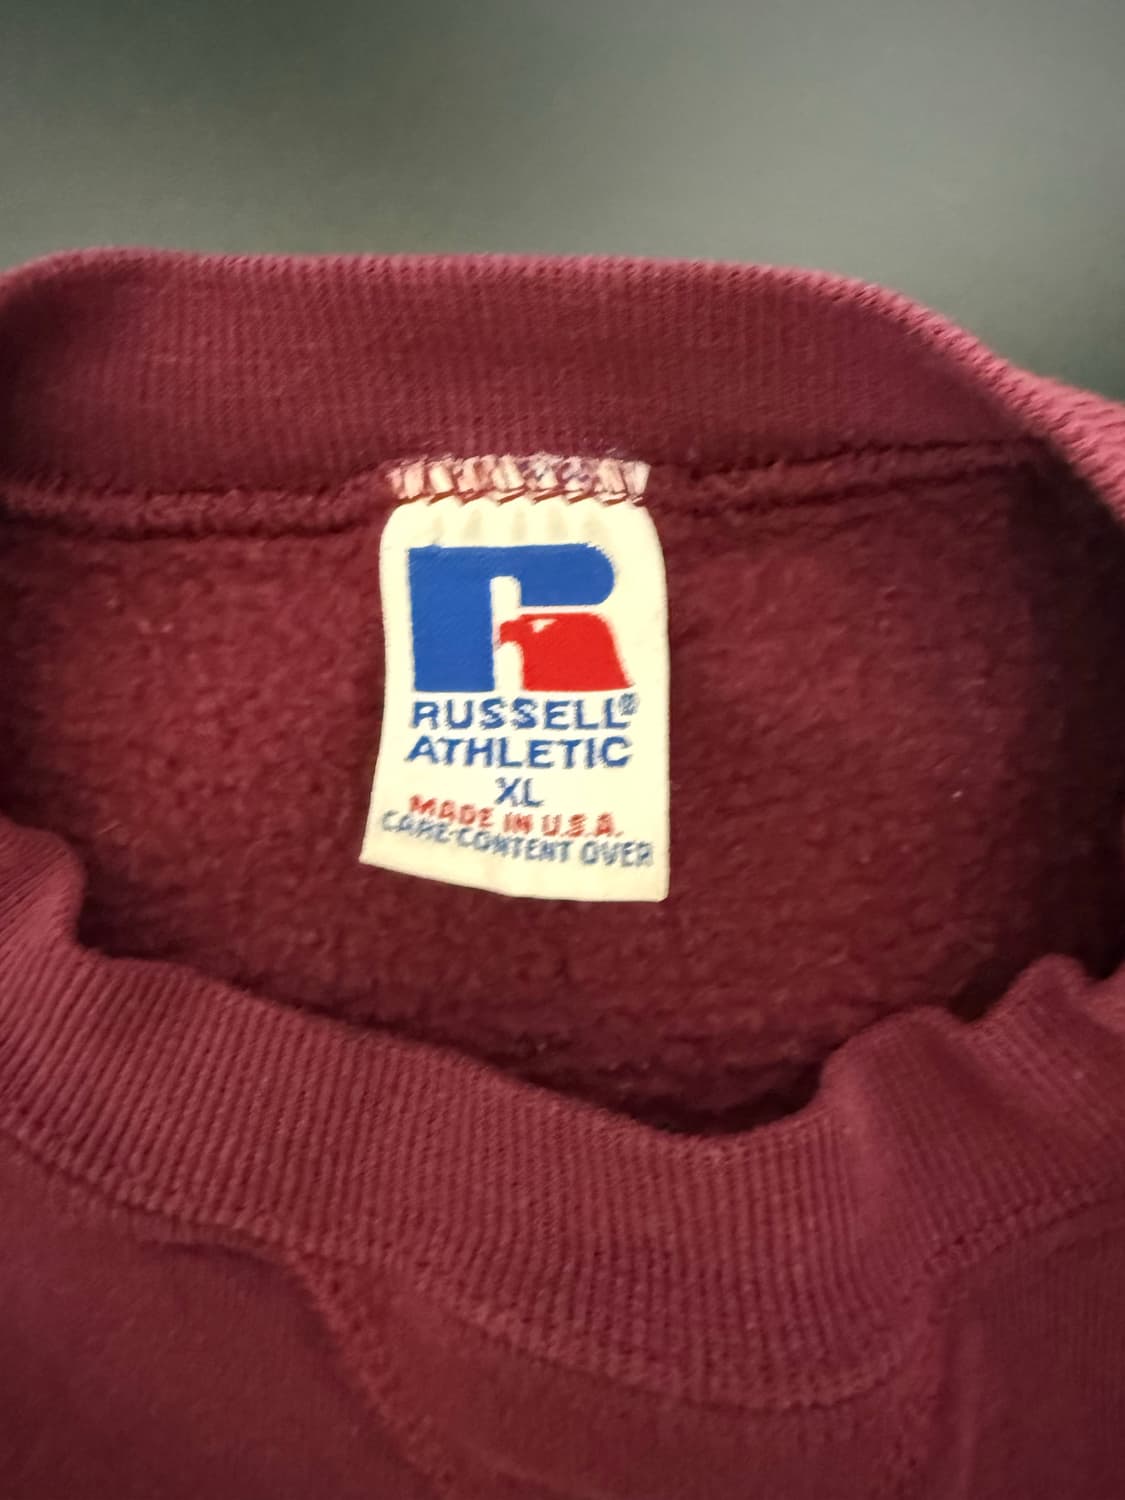 RUSSELL®
ATHLETIC
XL
MADE IN U.S.A.
CARE-CONTENT OVER